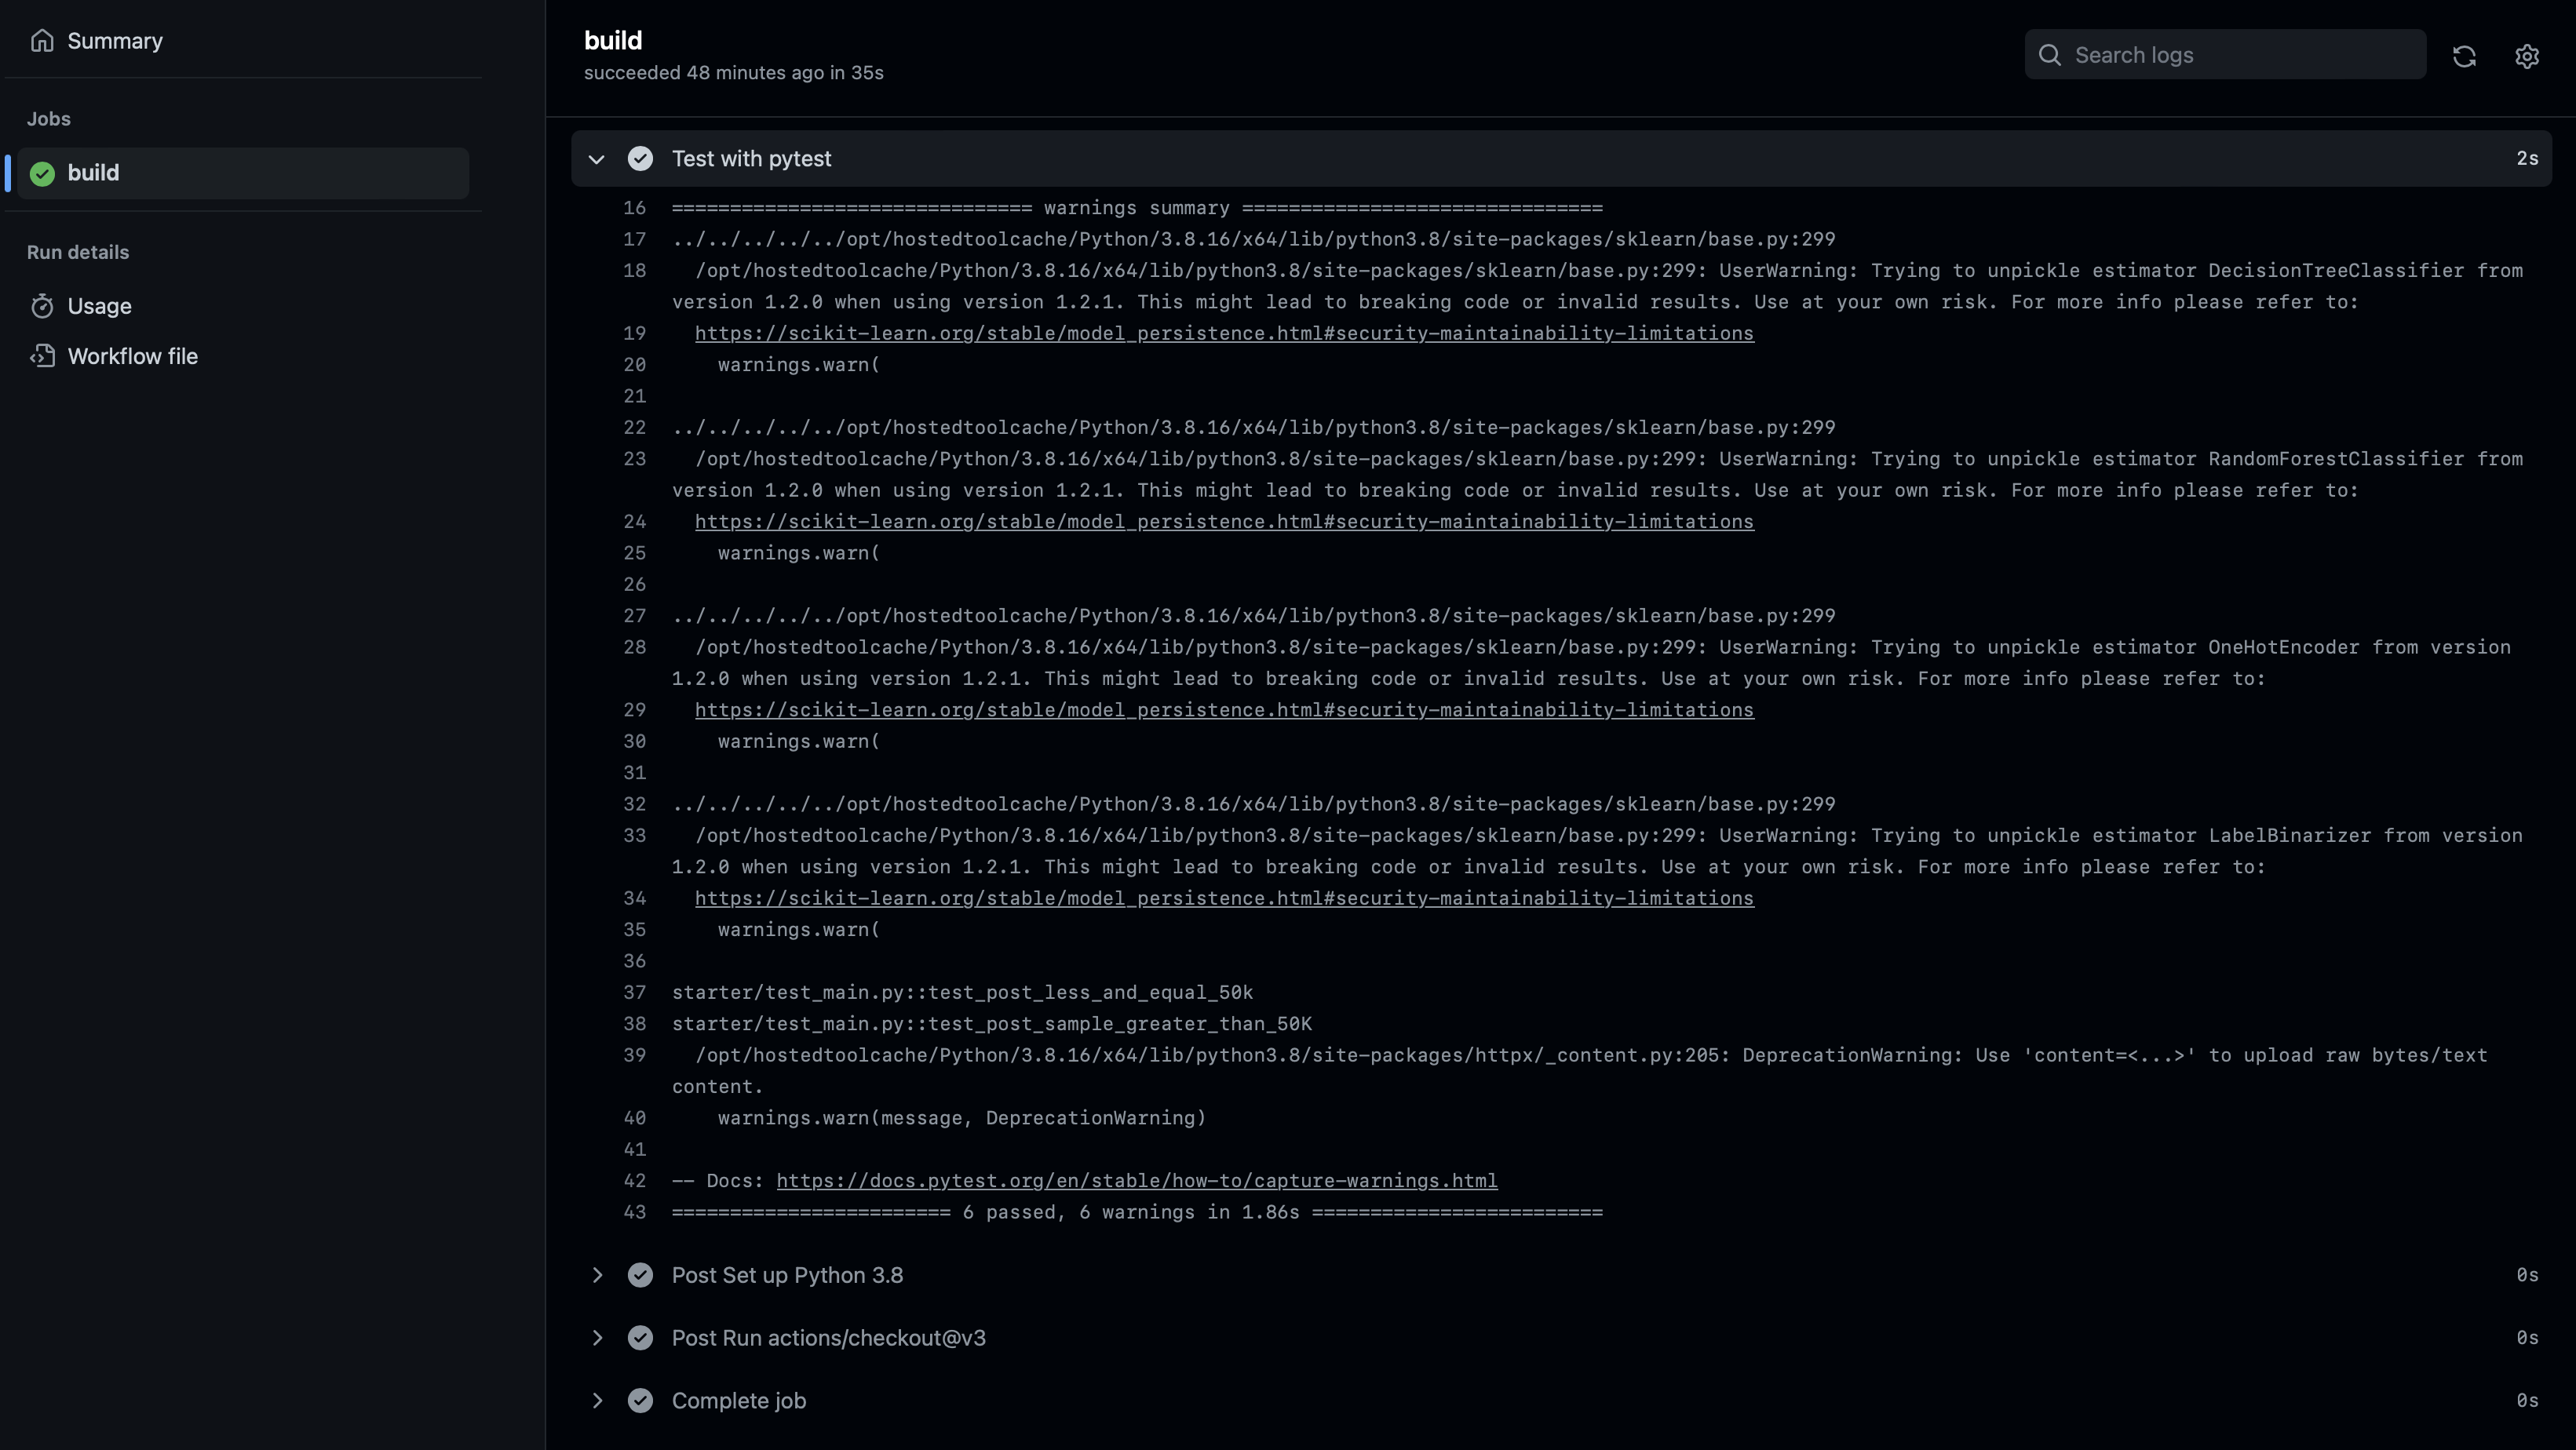 Summary
Jobs
build
Run details
Usage
Workflow file
build
succeeded 48 minutes ago in 35s
Search logs
Test with pytest 2s
16 =============================== warnings summary ===============================
17 ../../../../../opt/hostedtoolcache/Python/3.8.16/x64/lib/python3.8/site-packages/sklearn/base.py:299
18 /opt/hostedtoolcache/Python/3.8.16/x64/lib/python3.8/site-packages/sklearn/base.py:299: UserWarning: Trying to unpickle estimator DecisionTreeClassifier from
version 1.2.0 when using version 1.2.1. This might lead to breaking code or invalid results. Use at your own risk. For more info please refer to:
19 https://scikit-learn.org/stable/model_persistence.html#security-maintainability-limitations
20 warnings.warn(
21
22 ../../../../../opt/hostedtoolcache/Python/3.8.16/x64/lib/python3.8/site-packages/sklearn/base.py:299
23 /opt/hostedtoolcache/Python/3.8.16/x64/lib/python3.8/site-packages/sklearn/base.py:299: UserWarning: Trying to unpickle estimator RandomForestClassifier from
version 1.2.0 when using version 1.2.1. This might lead to breaking code or invalid results. Use at your own risk. For more info please refer to:
24 https://scikit-learn.org/stable/model_persistence.html#security-maintainability-limitations
25 warnings.warn(
26
27 ../../../../../opt/hostedtoolcache/Python/3.8.16/x64/lib/python3.8/site-packages/sklearn/base.py:299
28 /opt/hostedtoolcache/Python/3.8.16/x64/lib/python3.8/site-packages/sklearn/base.py:299: UserWarning: Trying to unpickle estimator OneHotEncoder from version
1.2.0 when using version 1.2.1. This might lead to breaking code or invalid results. Use at your own risk. For more info please refer to:
29 https://scikit-learn.org/stable/model_persistence.html#security-maintainability-limitations
30 warnings.warn(
31
32 ../../../../../opt/hostedtoolcache/Python/3.8.16/x64/lib/python3.8/site-packages/sklearn/base.py:299
33 /opt/hostedtoolcache/Python/3.8.16/x64/lib/python3.8/site-packages/sklearn/base.py:299: UserWarning: Trying to unpickle estimator LabelBinarizer from version
1.2.0 when using version 1.2.1. This might lead to breaking code or invalid results. Use at your own risk. For more info please refer to:
34 https://scikit-learn.org/stable/model_persistence.html#security-maintainability-limitations
35 warnings.warn(
36
37 starter/test_main.py::test_post_less_and_equal_50k
38 starter/test_main.py::test_post_sample_greater_than_50K
39 /opt/hostedtoolcache/Python/3.8.16/x64/lib/python3.8/site-packages/httpx/_content.py:205: DeprecationWarning: Use 'content=<...>' to upload raw bytes/text
content.
40 warnings.warn(message, DeprecationWarning)
41
42 -- Docs: https://docs.pytest.org/en/stable/how-to/capture-warnings.html
43 ======================== 6 passed, 6 warnings in 1.86s =========================
Post Set up Python 3.8 0s
Post Run actions/checkout@v3 0s
Complete job 0s